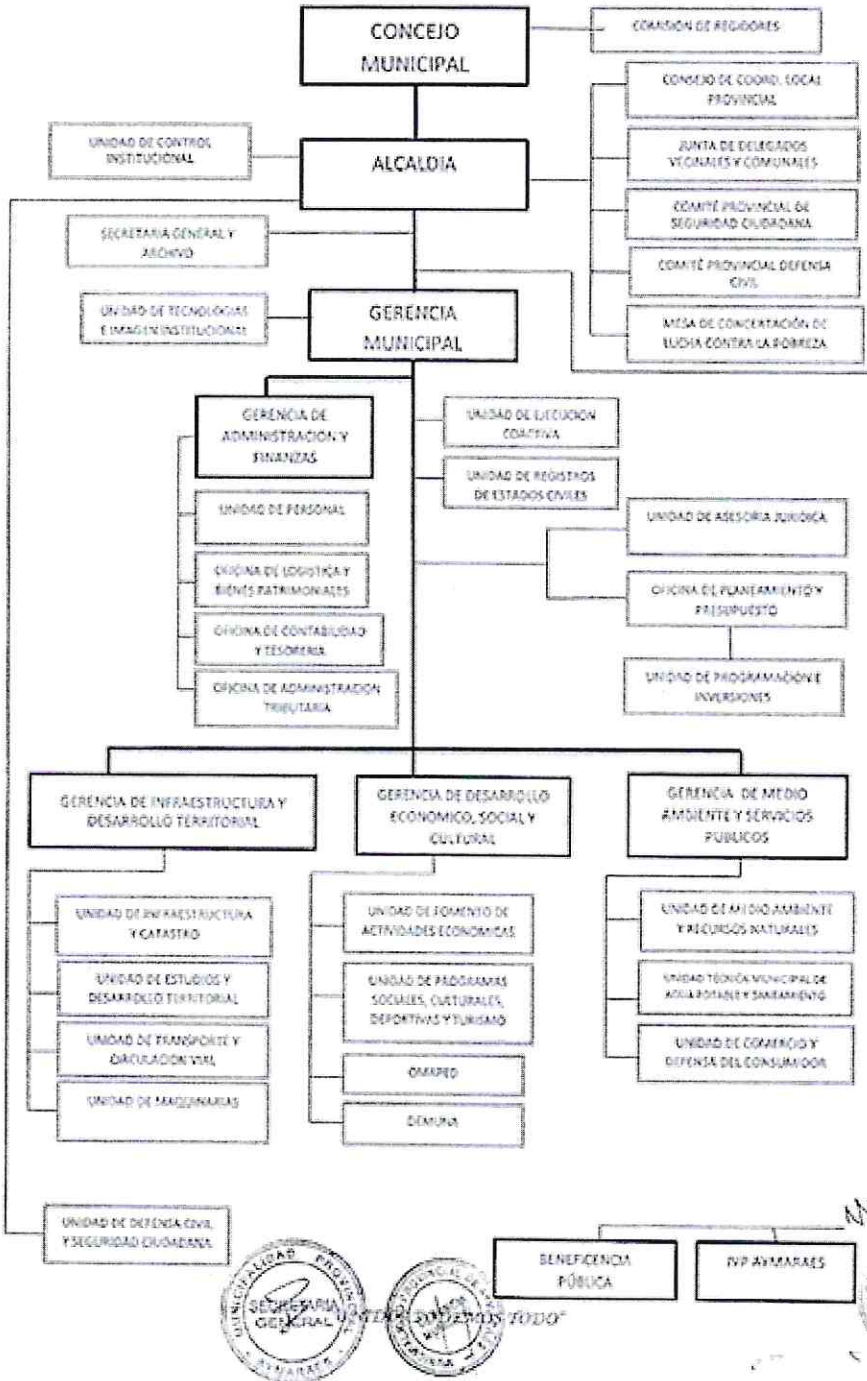 CONCEJO
MUNICIPAL
COMISION DE REGIDORES
CONSEJO DE COORD. LOCAL
PROVINCIAL
UNIDAD DE CONTROL
INSTITUCIONAL
ALCALDIA
JUNTA DE DELEGADOS
VECINALES Y COMUNALES
COMITÉ PROVINCIAL DE
SEGURIDAD CIUDADANA
SECRETARIA GENERAL Y
ARCHIVO
COMITÉ PROVINCIAL DEFENSA
CIVIL
UNIDAD DE TECNOLOGIAS
E IMAGEN INSTITUCIONAL
GERENCIA
MUNICIPAL
MESA DE CONCERTACIÓN DE
LUCHA CONTRA LA POBREZA
GERENCIA DE
ADMINISTRACION Y
FINANZAS
UNIDAD DE EJECUCION
COACTIVA
UNIDAD DE REGISTROS
DE ESTADOS CIVILES
UNIDAD DE PERSONAL
UNIDAD DE ASESORIA JURIDICA
OFICINA DE LOGISTICA Y
BIENES PATRIMONIALES
OFICINA DE PLANEAMIENTO Y
PRESUPUESTO
OFICINA DE CONTABILIDAD
Y TESORERIA
OFICINA DE ADMINISTRACION
TRIBUTARIA
UNIDAD DE PROGRAMACION E
INVERSIONES
GERENCIA DE INFRAESTRUCTURA Y
DESARROLLO TERRITORIAL
GERENCIA DE DESARROLLO
ECONOMICO, SOCIAL Y
CULTURAL
GERENCIA DE MEDIO
AMBIENTE Y SERVICIOS
PUBLICOS
UNIDAD DE INFRAESTRUCTURA
Y CATASTRO
UNIDAD DE FOMENTO DE
ACTIVIDADES ECONOMICAS
UNIDAD DE MEDIO AMBIENTE
Y RECURSOS NATURALES
UNIDAD DE ESTUDIOS Y
DESARROLLO TERRITORIAL
UNIDAD DE PROGRAMAS
SOCIALES, CULTURALES,
DEPORTIVAS Y TURISMO
UNIDAD TÉCNICA MUNICIPAL DE
AGUA POTABLE Y SANEAMIENTO
UNIDAD DE TRANSPORTE Y
CIRCULACION VIAL
UNIDAD DE COMERCIO Y
DEFENSA DEL CONSUMIDOR
UNIDAD DE MAQUINARIAS
OMAPED
DEMUNA
UNIDAD DE DEFENSA CIVIL
Y SEGURIDAD CIUDADANA
BENEFICENCIA
PÚBLICA
IVP AYMARAES
MUNICIPALIDAD PROVINCIAL
SECRETARIA
GENERAL
AYMARAES
PODEMOS TODO"